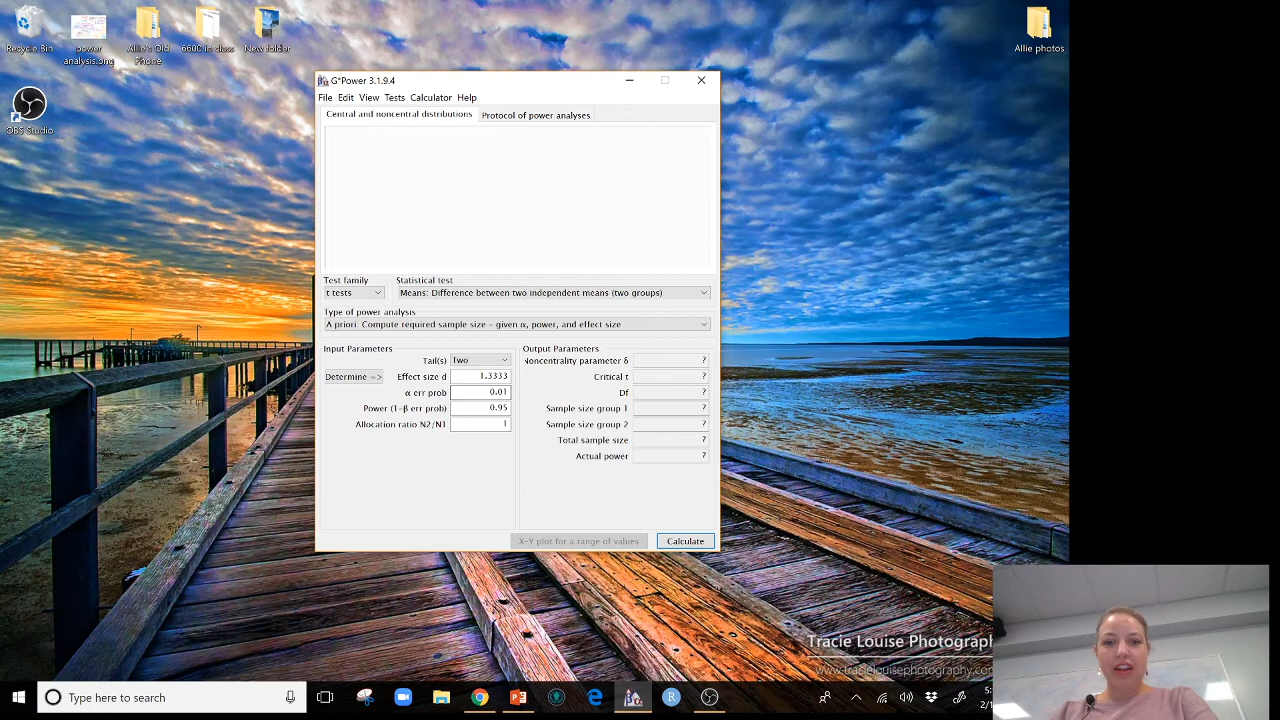 Recycle Bin
power
analysis.png
Allie's Old
Phone
6600 in class
New folder
Allie photos
OBS Studio
G*Power 3.1.9.4
File Edit View Tests Calculator Help
Central and noncentral distributions
Protocol of power analyses
Test family
Statistical test
t tests
Means: Difference between two independent means (two groups)
Type of power analysis
A priori: Compute required sample size – given α, power, and effect size
Input Parameters
Output Parameters
Tail(s) Two
Noncentrality parameter δ ?
Determine =>
Effect size d 1.3333
Critical t ?
α err prob 0.01
Df ?
Power (1-β err prob) 0.95
Sample size group 1 ?
Allocation ratio N2/N1 1
Sample size group 2 ?
Total sample size ?
Actual power ?
X-Y plot for a range of values
Calculate
Tracie Louise Photograph
www.tracielouisephotography.com
Type here to search
5:
2/1